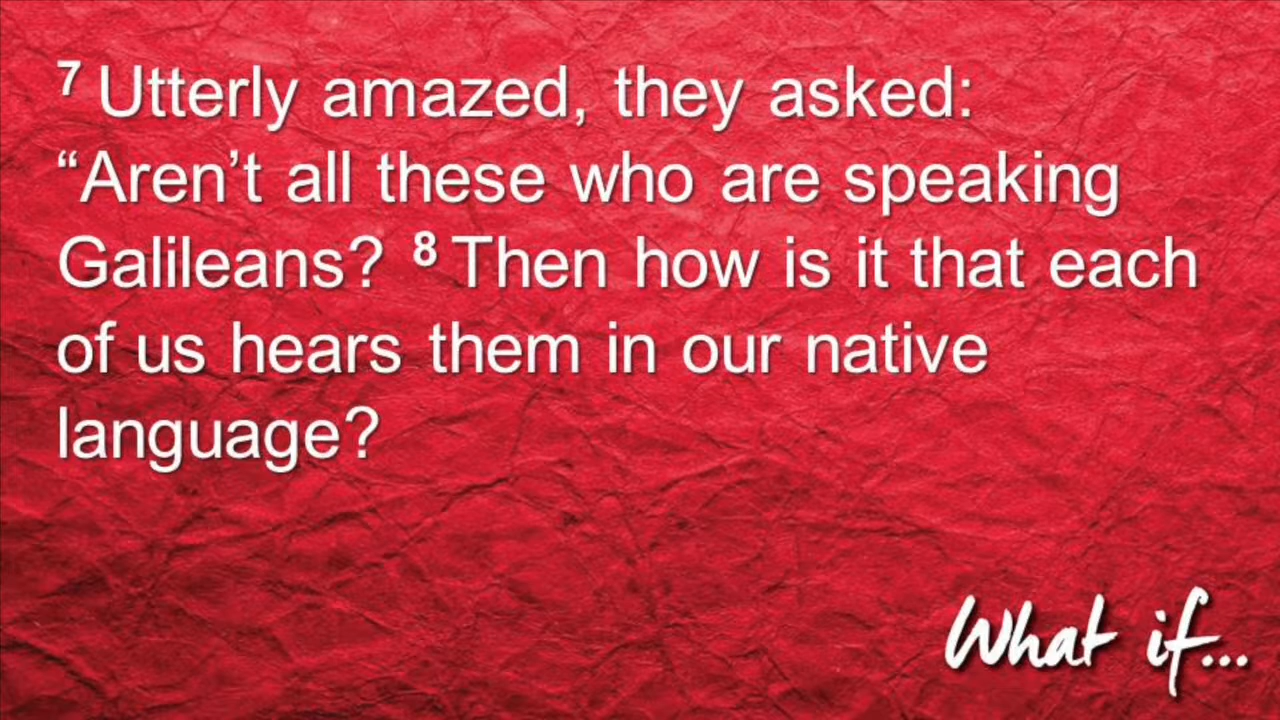 ⁷ Utterly amazed, they asked:
“Aren’t all these who are speaking
Galileans? ⁸ Then how is it that each
of us hears them in our native
language?
What if...